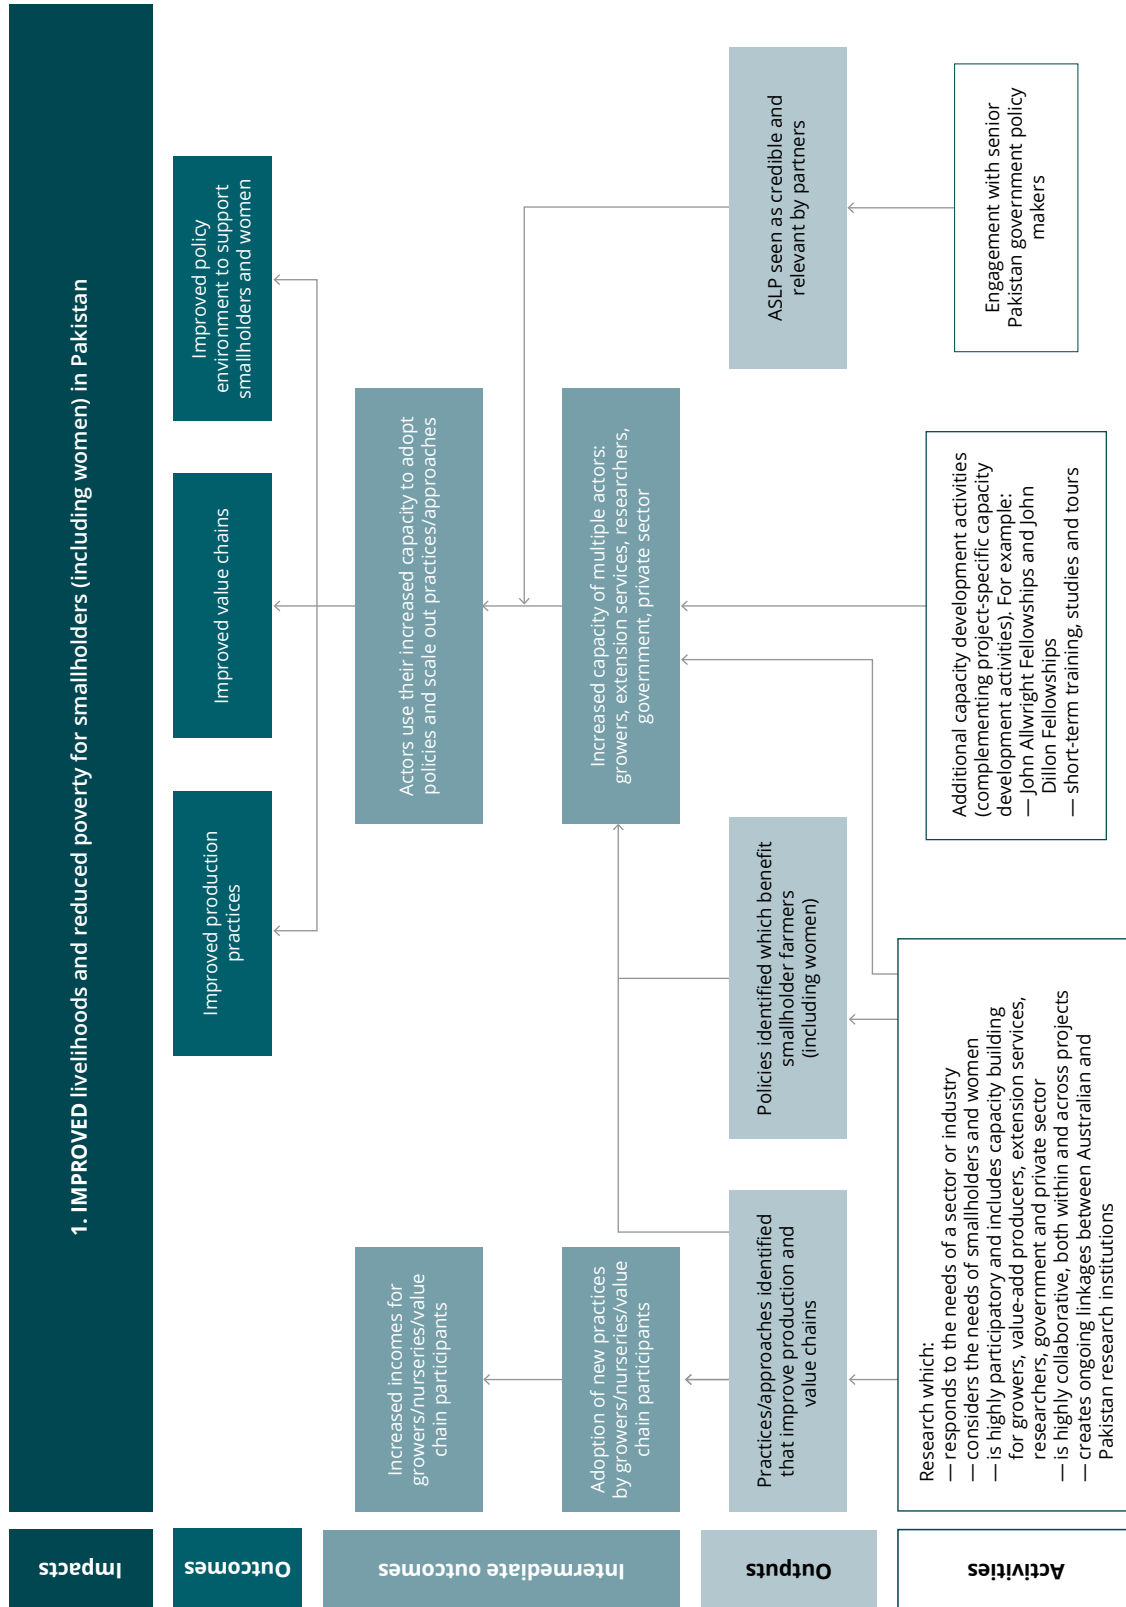 Impacts
1. IMPROVED livelihoods and reduced poverty for smallholders (including women) in Pakistan
Outcomes
Improved production
practices
Improved value chains
Improved policy
environment to support
smallholders and women
Intermediate outcomes
Increased incomes for
growers/nurseries/value
chain participants
Actors use their increased capacity to adopt
policies and scale out practices/approaches
Adoption of new practices
by growers/nurseries/value
chain participants
Increased capacity of multiple actors:
growers, extension services, researchers,
government, private sector
Outputs
Practices/approaches identified
that improve production and
value chains
Policies identified which benefit
smallholder farmers
(including women)
ASLP seen as credible and
relevant by partners
Activities
Research which:
— responds to the needs of a sector or industry
— considers the needs of smallholders and women
— is highly participatory and includes capacity building
for growers, value-add producers, extension services,
researchers, government and private sector
— is highly collaborative, both within and across projects
— creates ongoing linkages between Australian and
Pakistan research institutions
Additional capacity development activities
(complementing project-specific capacity
development activities). For example:
— John Allwright Fellowships and John
Dillon Fellowships
— short-term training, studies and tours
Engagement with senior
Pakistan government policy
makers